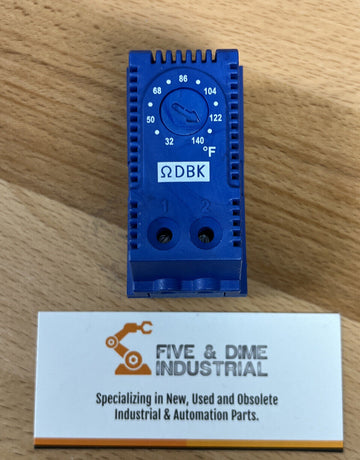 86
68 104
50 122
32 140
°F
ΩDBK
1 2
FIVE & DIME
INDUSTRIAL
Specializing in New, Used and Obsolete
Industrial & Automation Parts.